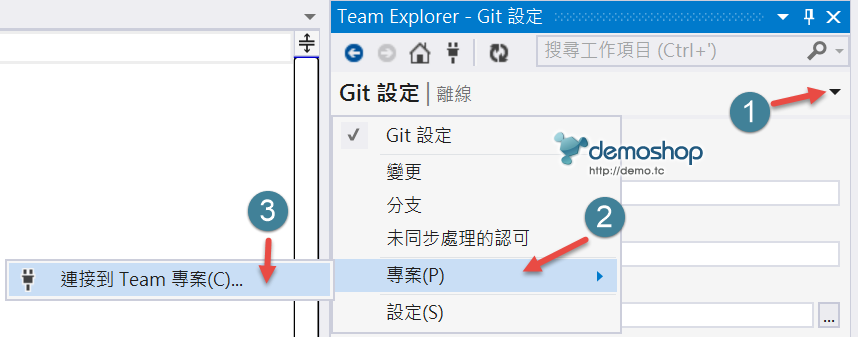 Team Explorer - Git 設定
搜尋工作項目 (Ctrl+')
Git 設定 | 離線
1
Git 設定
demoshop
http://demo.tc
變更
分支
2
未同步處理的認可
3
專案(P)
連接到 Team 專案(C)...
設定(S)
...